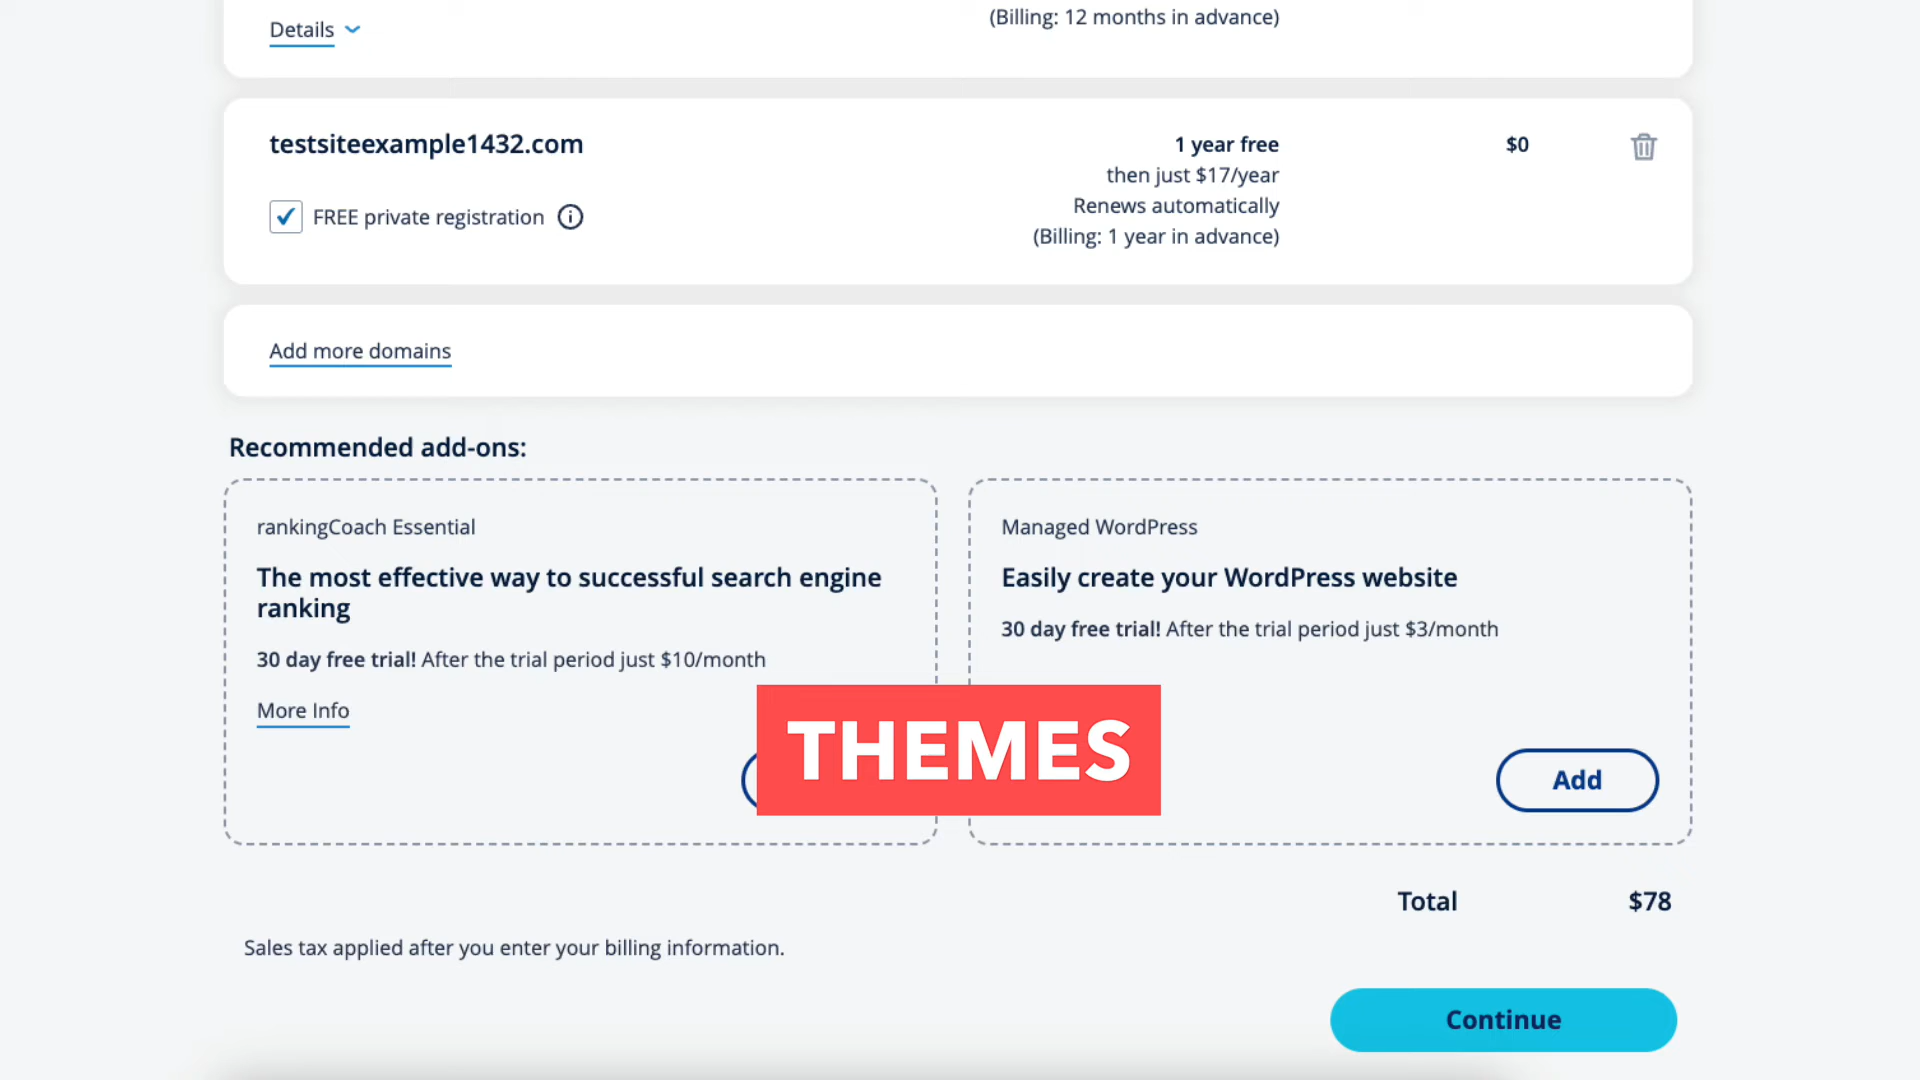 (Billing: 12 months in advance)
Details
testsiteexample1432.com
1 year free
$0
then just $17/year
Renews automatically
(Billing: 1 year in advance)
FREE private registration
Add more domains
Recommended add-ons:
rankingCoach Essential
The most effective way to successful search engine
ranking
30 day free trial! After the trial period just $10/month
More Info
Managed WordPress
Easily create your WordPress website
30 day free trial! After the trial period just $3/month
Add
THEMES
Total
$78
Sales tax applied after you enter your billing information.
Continue